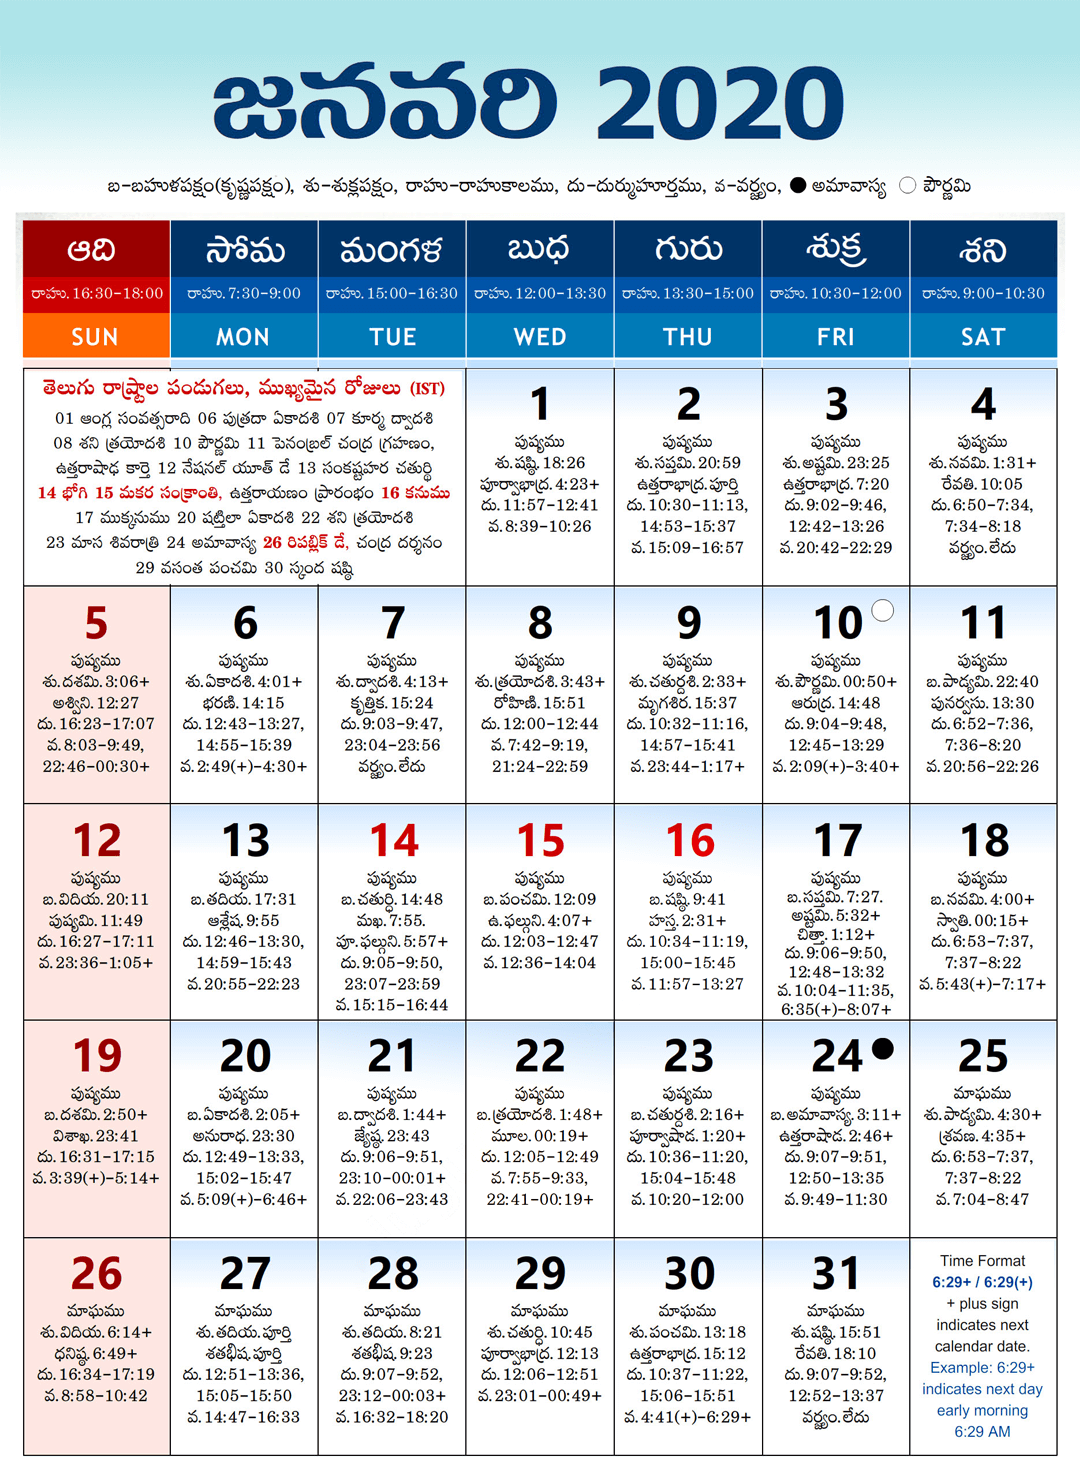 జనవరి 2020
బ-బహుళపక్షం(కృష్ణపక్షం), శు-శుక్లపక్షం, రాహు-రాహుకాలము, దు-దుర్ముహూర్తము, వ-వర్జ్యం, అమావాస్య పౌర్ణమి
ఆది సోమ మంగళ బుధ గురు శుక్ర శని
రాహు.16:30-18:00 రాహు.7:30-9:00 రాహు.15:00-16:30 రాహు.12:00-13:30 రాహు.13:30-15:00 రాహు.10:30-12:00 రాహు.9:00-10:30
SUN MON TUE WED THU FRI SAT
తెలుగు రాష్ట్రాల పండుగలు, ముఖ్యమైన రోజులు (IST)
01 ఆంగ్ల సంవత్సరాది 06 పుత్రదా ఏకాదశి 07 కూర్మ ద్వాదశి
08 శని త్రయోదశి 10 పౌర్ణమి 11 పెనంబ్రల్ చంద్ర గ్రహణం,
ఉత్తరాషాఢ కార్తె 12 నేషనల్ యూత్ డే 13 సంకష్టహర చతుర్థి
14 భోగి 15 మకర సంక్రాంతి, ఉత్తరాయణం ప్రారంభం 16 కనుము
17 ముక్కనుము 20 షట్తిలా ఏకాదశి 22 శని త్రయోదశి
23 మాస శివరాత్రి 24 అమావాస్య 26 రిపబ్లిక్ డే, చంద్ర దర్శనం
29 వసంత పంచమి 30 స్కంద షష్ఠి
1
పుష్యము
శు.షష్ఠి.18:26
పూర్వాభాద్ర.4:23+
దు.11:57-12:41
వ.8:39-10:26
2
పుష్యము
శు.సప్తమి.20:59
ఉత్తరాభాద్ర.పూర్తి
దు.10:30-11:13,
14:53-15:37
వ.15:09-16:57
3
పుష్యము
శు.అష్టమి.23:25
ఉత్తరాభాద్ర.7:20
దు.9:02-9:46,
12:42-13:26
వ.20:42-22:29
4
పుష్యము
శు.నవమి.1:31+
రేవతి.10:05
దు.6:50-7:34,
7:34-8:18
వర్జ్యం.లేదు
5
పుష్యము
శు.దశమి.3:06+
అశ్విని.12:27
దు.16:23-17:07
వ.8:03-9:49,
22:46-00:30+
6
పుష్యము
శు.ఏకాదశి.4:01+
భరణి.14:15
దు.12:43-13:27,
14:55-15:39
వ.2:49(+)-4:30+
7
పుష్యము
శు.ద్వాదశి.4:13+
కృత్తిక.15:24
దు.9:03-9:47,
23:04-23:56
వర్జ్యం.లేదు
8
పుష్యము
శు.త్రయోదశి.3:43+
రోహిణి.15:51
దు.12:00-12:44
వ.7:42-9:19,
21:24-22:59
9
పుష్యము
శు.చతుర్దశి.2:33+
మృగశిర.15:37
దు.10:32-11:16,
14:57-15:41
వ.23:44-1:17+
10
పుష్యము
శు.పౌర్ణమి.00:50+
ఆరుద్ర.14:48
దు.9:04-9:48,
12:45-13:29
వ.2:09(+)-3:40+
11
పుష్యము
బ.పాడ్యమి.22:40
పునర్వసు.13:30
దు.6:52-7:36,
7:36-8:20
వ.20:56-22:26
12
పుష్యము
బ.విదియ.20:11
పుష్యమి.11:49
దు.16:27-17:11
వ.23:36-1:05+
13
పుష్యము
బ.తదియ.17:31
ఆశ్లేష.9:55
దు.12:46-13:30,
14:59-15:43
వ.20:55-22:23
14
పుష్యము
బ.చతుర్థి.14:48
మఖ.7:55.
పూ.ఫల్గుని.5:57+
దు.9:05-9:50,
23:07-23:59
వ.15:15-16:44
15
పుష్యము
బ.పంచమి.12:09
ఉ.ఫల్గుని.4:07+
దు.12:03-12:47
వ.12:36-14:04
16
పుష్యము
బ.షష్ఠి.9:41
హస్త.2:31+
దు.10:34-11:19,
15:00-15:45
వ.11:57-13:27
17
పుష్యము
బ.సప్తమి.7:27.
అష్టమి.5:32+
చిత్తా.1:12+
దు.9:06-9:50,
12:48-13:32
వ.10:04-11:35,
6:35(+)-8:07+
18
పుష్యము
బ.నవమి.4:00+
స్వాతి.00:15+
దు.6:53-7:37,
7:37-8:22
వ.5:43(+)-7:17+
19
పుష్యము
బ.దశమి.2:50+
విశాఖ.23:41
దు.16:31-17:15
వ.3:39(+)-5:14+
20
పుష్యము
బ.ఏకాదశి.2:05+
అనురాధ.23:30
దు.12:49-13:33,
15:02-15:47
వ.5:09(+)-6:46+
21
పుష్యము
బ.ద్వాదశి.1:44+
జ్యేష్ఠ.23:43
దు.9:06-9:51,
23:10-00:01+
వ.22:06-23:43
22
పుష్యము
బ.త్రయోదశి.1:48+
మూల.00:19+
దు.12:05-12:49
వ.7:55-9:33,
22:41-00:19+
23
పుష్యము
బ.చతుర్దశి.2:16+
పూర్వాషాడ.1:20+
దు.10:36-11:20,
15:04-15:48
వ.10:20-12:00
24
పుష్యము
బ.అమావాస్య.3:11+
ఉత్తరాషాడ.2:46+
దు.9:07-9:51,
12:50-13:35
వ.9:49-11:30
25
మాఘము
శు.పాడ్యమి.4:30+
శ్రవణ.4:35+
దు.6:53-7:37,
7:37-8:22
వ.7:04-8:47
26
మాఘము
శు.విదియ.6:14+
ధనిష్ఠ.6:49+
దు.16:34-17:19
వ.8:58-10:42
27
మాఘము
శు.తదియ.పూర్తి
శతభిష.పూర్తి
దు.12:51-13:36,
15:05-15:50
వ.14:47-16:33
28
మాఘము
శు.తదియ.8:21
శతభిష.9:23
దు.9:07-9:52,
23:12-00:03+
వ.16:32-18:20
29
మాఘము
శు.చతుర్థి.10:45
పూర్వాభాద్ర.12:13
దు.12:06-12:51
వ.23:01-00:49+
30
మాఘము
శు.పంచమి.13:18
ఉత్తరాభాద్ర.15:12
దు.10:37-11:22,
15:06-15:51
వ.4:41(+)-6:29+
31
మాఘము
శు.షష్ఠి.15:51
రేవతి.18:10
దు.9:07-9:52,
12:52-13:37
వర్జ్యం.లేదు
Time Format
6:29+ / 6:29(+)
+ plus sign
indicates next
calendar date.
Example: 6:29+
indicates next day
early morning
6:29 AM